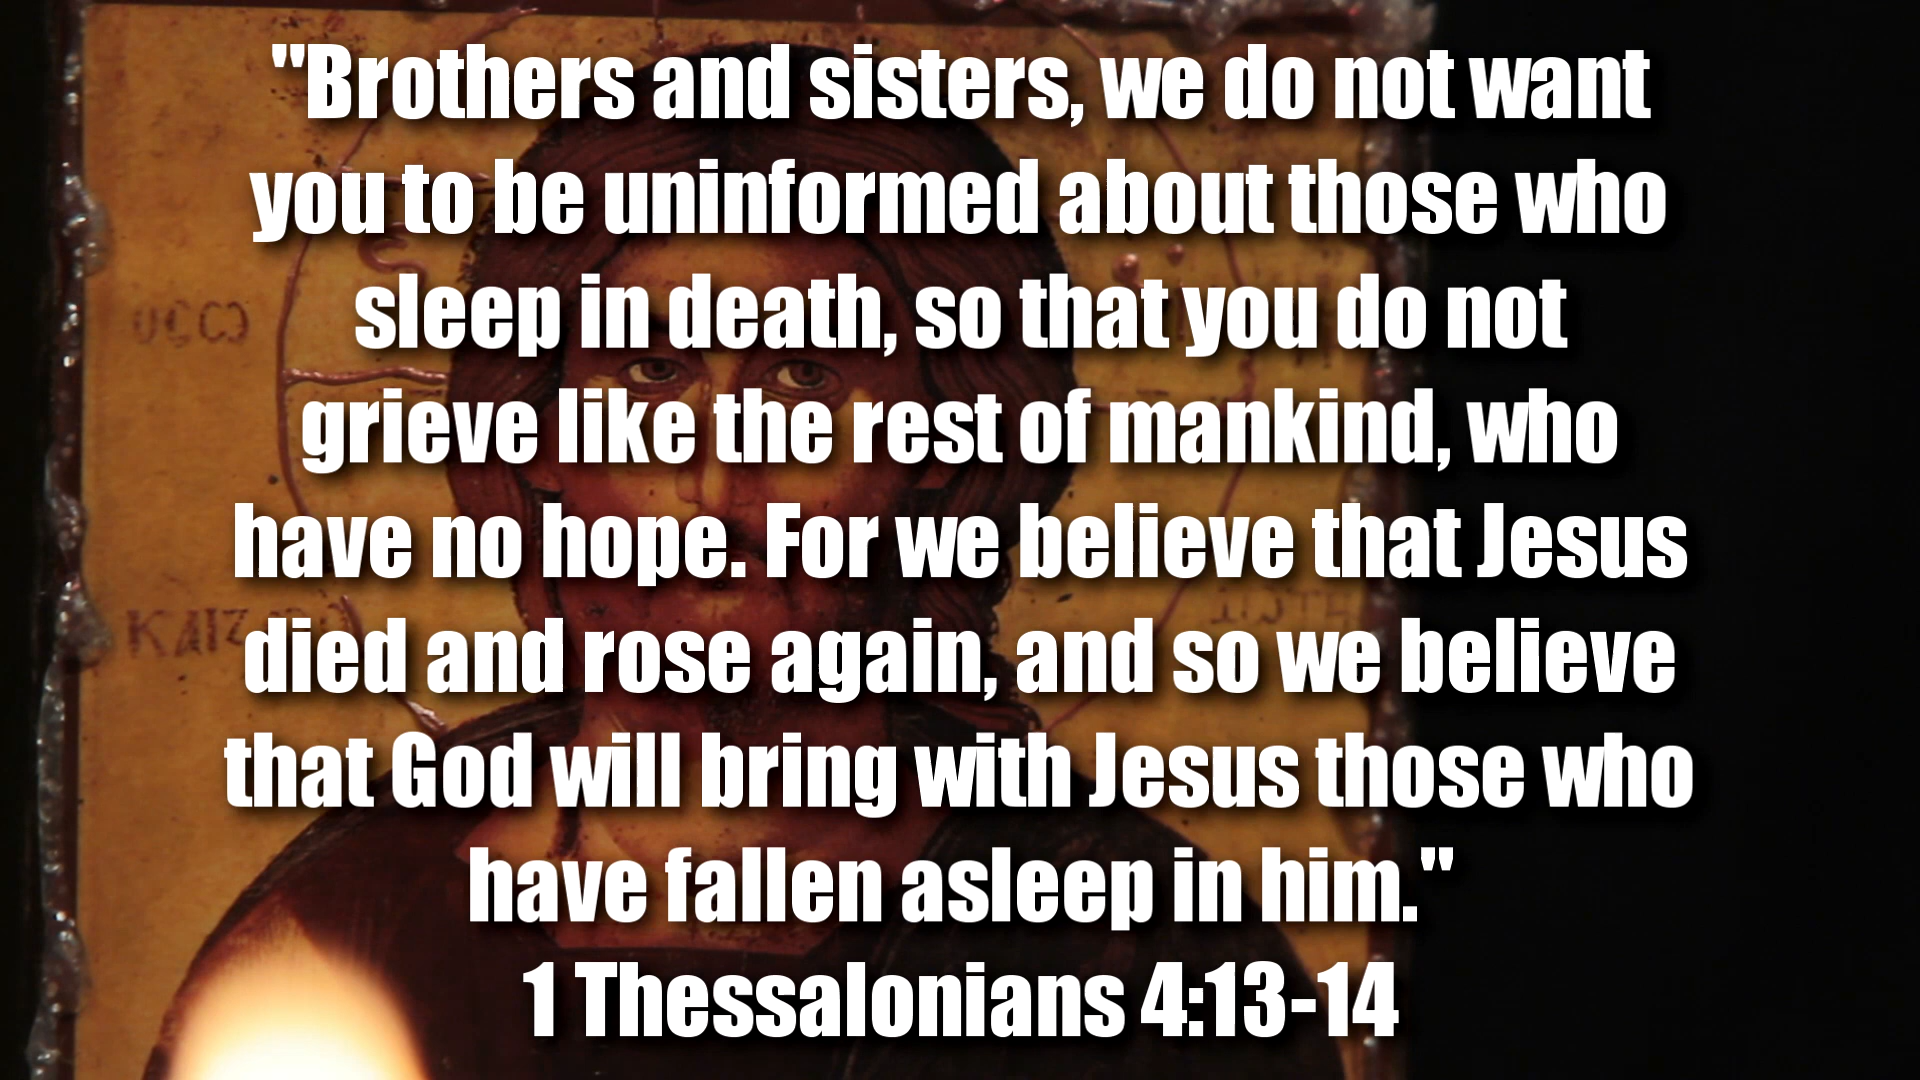 "Brothers and sisters, we do not want
you to be uninformed about those who
sleep in death, so that you do not
grieve like the rest of mankind, who
have no hope. For we believe that Jesus
died and rose again, and so we believe
that God will bring with Jesus those who
have fallen asleep in him."
1 Thessalonians 4:13-14